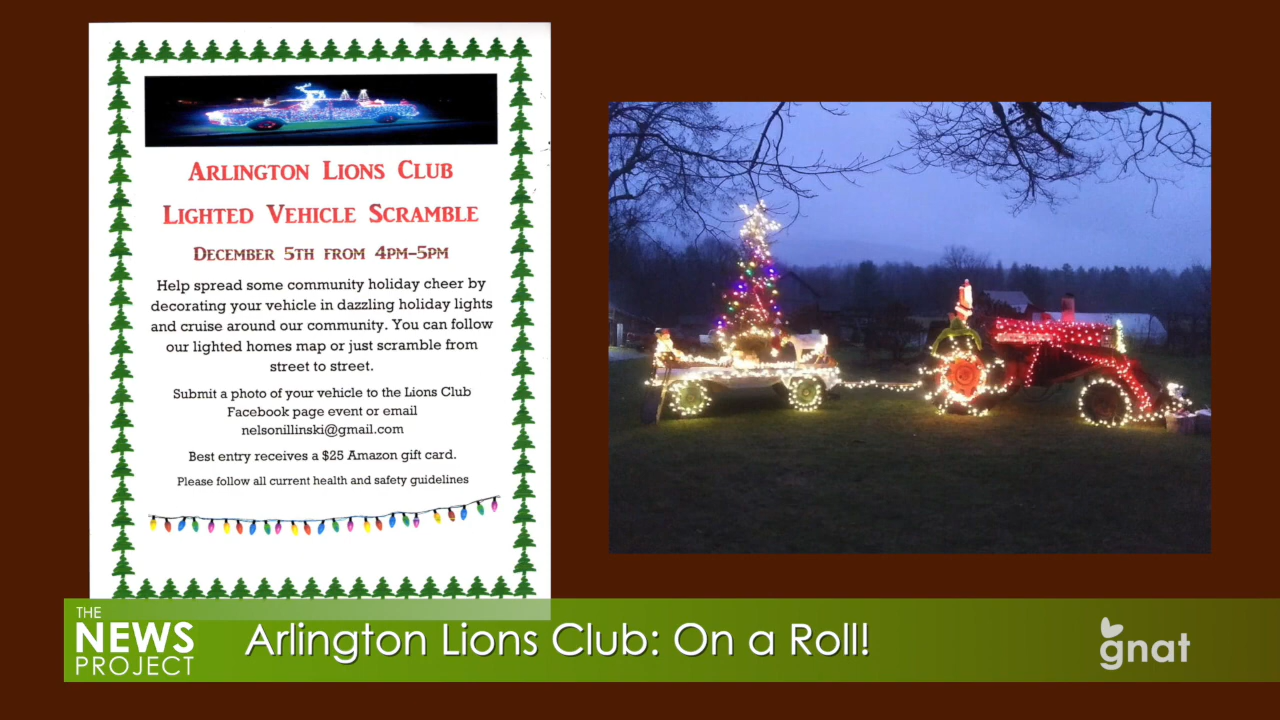 Arlington Lions Club
Lighted Vehicle Scramble
December 5th from 4pm-5pm
Help spread some community holiday cheer by
decorating your vehicle in dazzling holiday lights
and cruise around our community. You can follow
our lighted homes map or just scramble from
street to street.
Submit a photo of your vehicle to the Lions Club
Facebook page event or email
nelsonillinski@gmail.com
Best entry receives a $25 Amazon gift card.
Please follow all current health and safety guidelines
THE
NEWS
PROJECT
Arlington Lions Club: On a Roll!
gnat